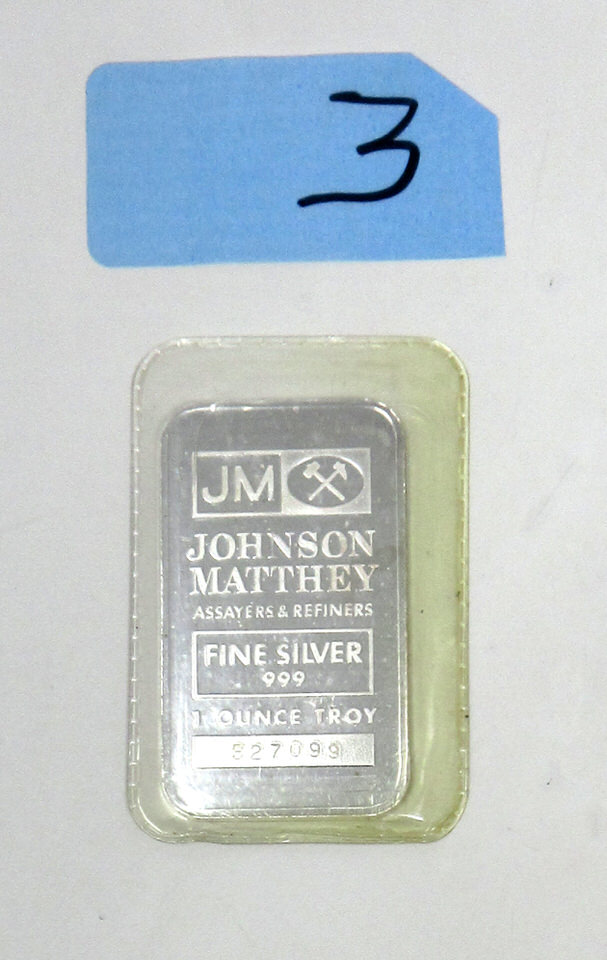 3
JM
JOHNSON
MATTHEY
ASSAYERS & REFINERS
FINE SILVER
999
1 OUNCE TROY
527099